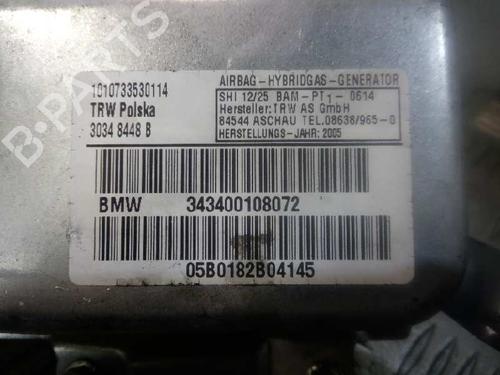 B-PARTS
1010733530114
TRW Polska
3034 8448 B
AIRBAG-HYBRIDGAS-GENERATOR
SHI 12/25 BAM-PT1-0614
Hersteller:TRW AS GmbH
84544 ASCHAU TEL.08638/965-0
HERSTELLUNGS-JAHR:2005
BMW 343400108072
05B0182B04145